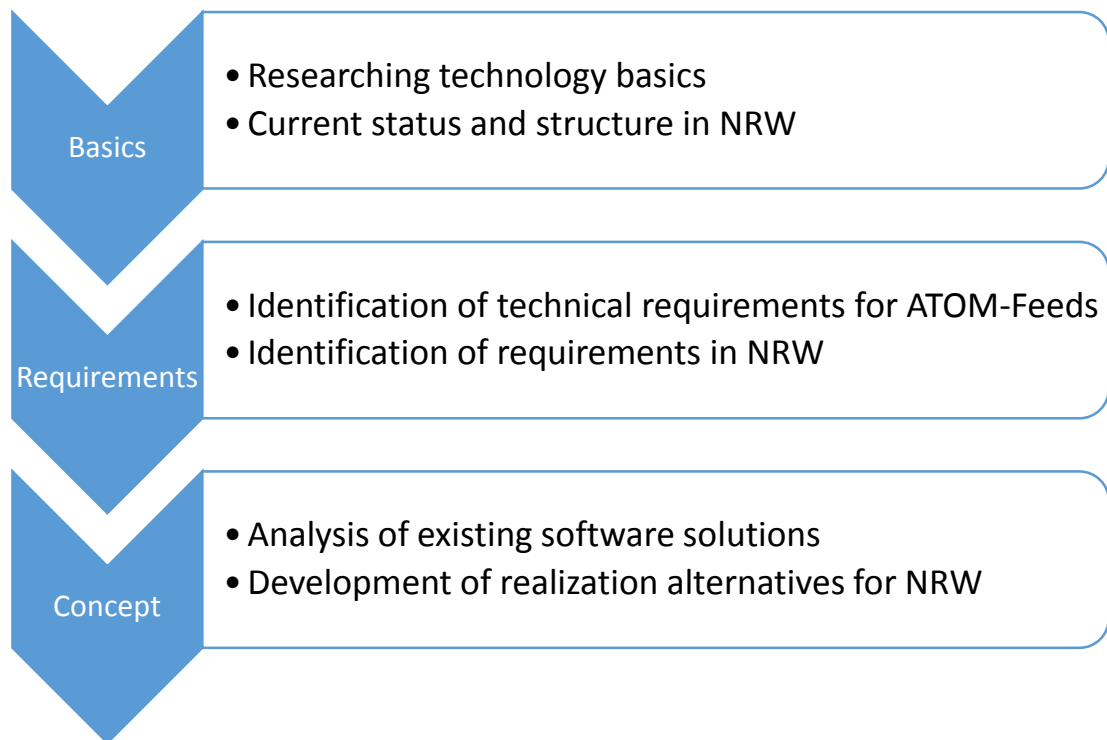 Basics
• Researching technology basics
• Current status and structure in NRW
Requirements
• Identification of technical requirements for ATOM-Feeds
• Identification of requirements in NRW
Concept
• Analysis of existing software solutions
• Development of realization alternatives for NRW